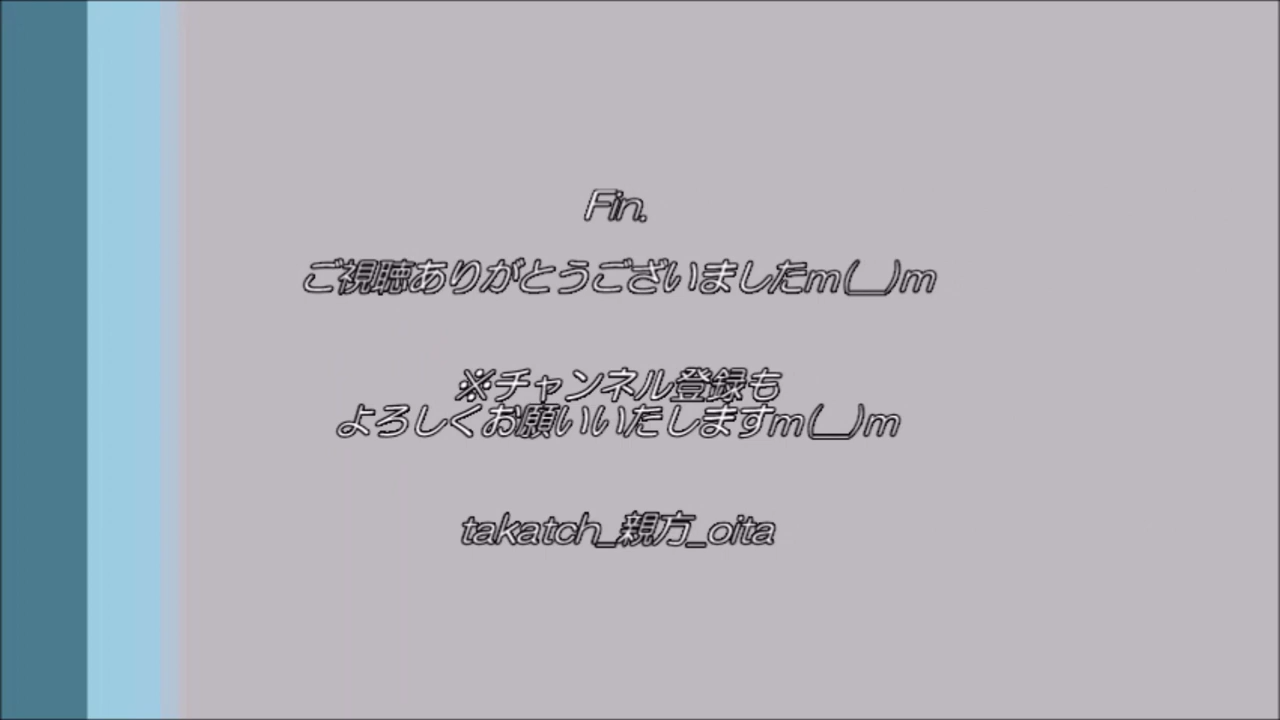 Fin.
ご視聴ありがとうございましたm(__)m
※チャンネル登録も
よろしくお願いいたしますm(__)m
takatch_親方_oita